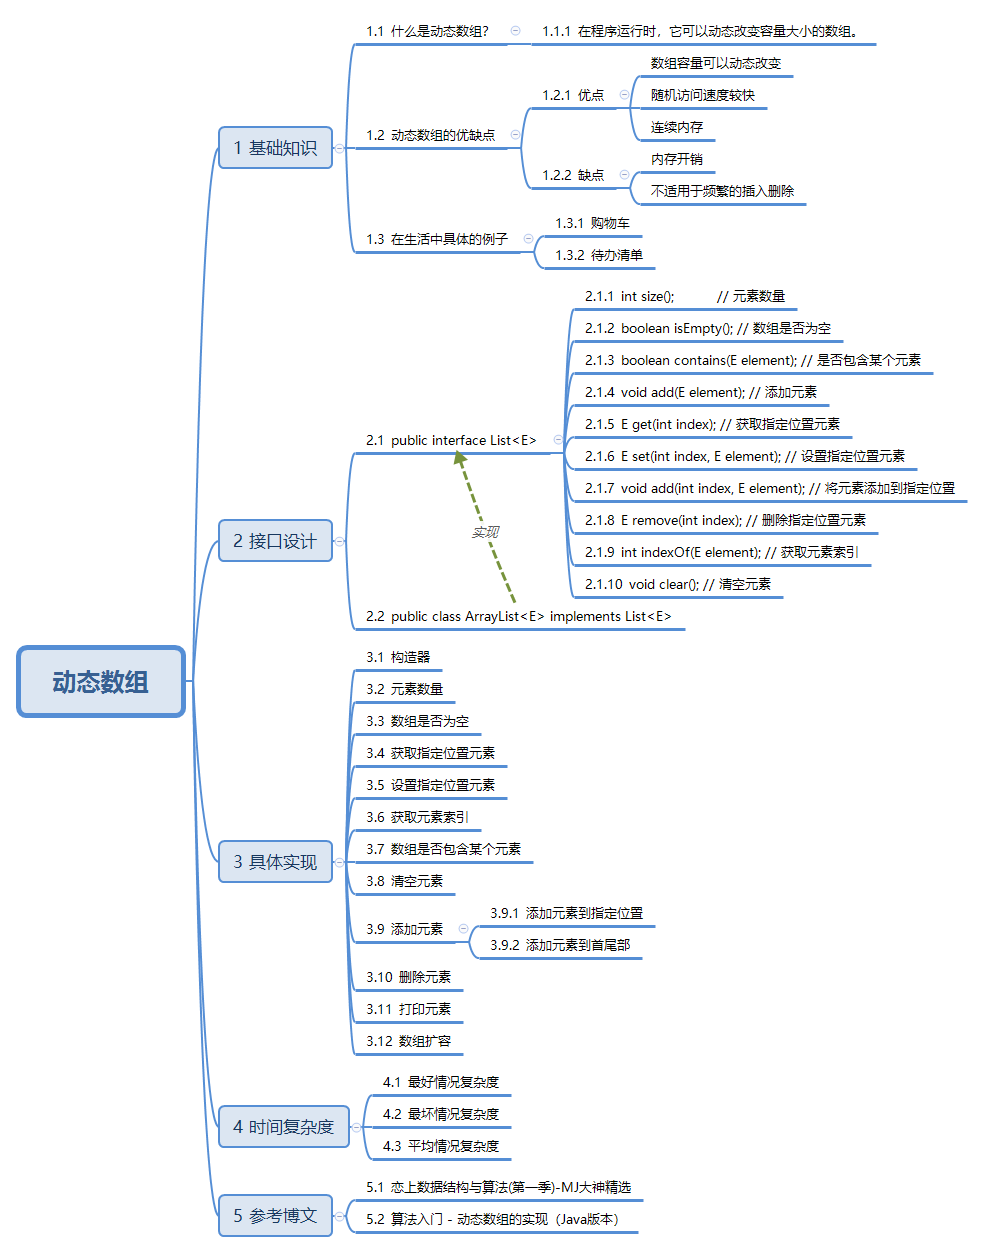 动态数组
1 基础知识
1.1 什么是动态数组？
1.1.1 在程序运行时，它可以动态改变容量大小的数组。
1.2 动态数组的优缺点
1.2.1 优点
数组容量可以动态改变
随机访问速度较快
连续内存
1.2.2 缺点
内存开销
不适用于频繁的插入删除
1.3 在生活中具体的例子
1.3.1 购物车
1.3.2 待办清单
2 接口设计
2.1 public interface List<E>
2.1.1 int size(); // 元素数量
2.1.2 boolean isEmpty(); // 数组是否为空
2.1.3 boolean contains(E element); // 是否包含某个元素
2.1.4 void add(E element); // 添加元素
2.1.5 E get(int index); // 获取指定位置元素
2.1.6 E set(int index, E element); // 设置指定位置元素
2.1.7 void add(int index, E element); // 将元素添加到指定位置
2.1.8 E remove(int index); // 删除指定位置元素
2.1.9 int indexOf(E element); // 获取元素索引
2.1.10 void clear(); // 清空元素
实现
2.2 public class ArrayList<E> implements List<E>
3 具体实现
3.1 构造器
3.2 元素数量
3.3 数组是否为空
3.4 获取指定位置元素
3.5 设置指定位置元素
3.6 获取元素索引
3.7 数组是否包含某个元素
3.8 清空元素
3.9 添加元素
3.9.1 添加元素到指定位置
3.9.2 添加元素到首尾部
3.10 删除元素
3.11 打印元素
3.12 数组扩容
4 时间复杂度
4.1 最好情况复杂度
4.2 最坏情况复杂度
4.3 平均情况复杂度
5 参考博文
5.1 恋上数据结构与算法(第一季)-MJ大神精选
5.2 算法入门 - 动态数组的实现（Java版本）